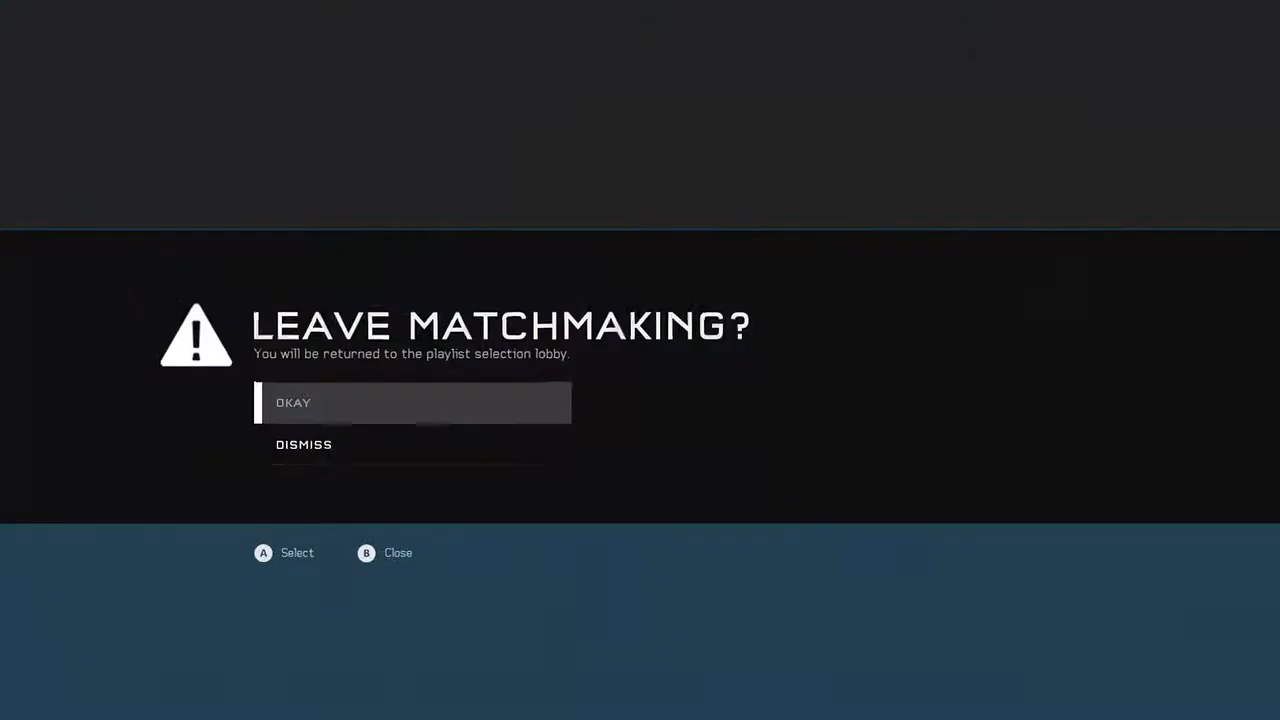 LEAVE MATCHMAKING?
You will be returned to the playlist selection lobby.
OKAY
DISMISS
A Select B Close